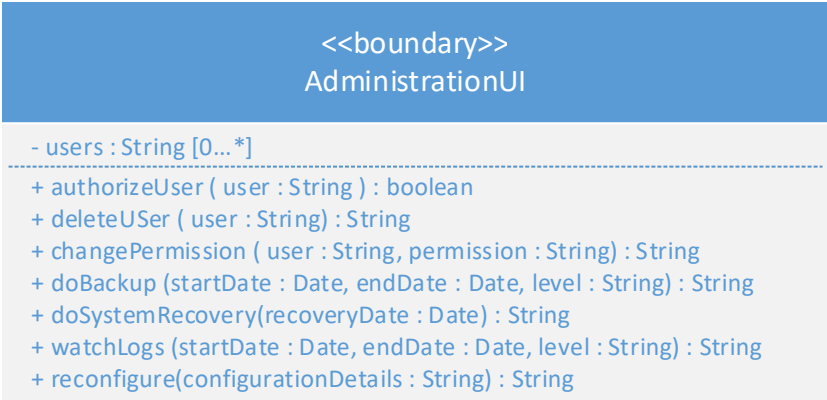 <<boundary>>
AdministrationUI
- users : String [0...*]
+ authorizeUser ( user : String ) : boolean
+ deleteUSer ( user : String) : String
+ changePermission ( user : String, permission : String) : String
+ doBackup (startDate : Date, endDate : Date, level : String) : String
+ doSystemRecovery(recoveryDate : Date) : String
+ watchLogs (startDate : Date, endDate : Date, level : String) : String
+ reconfigure(configurationDetails : String) : String